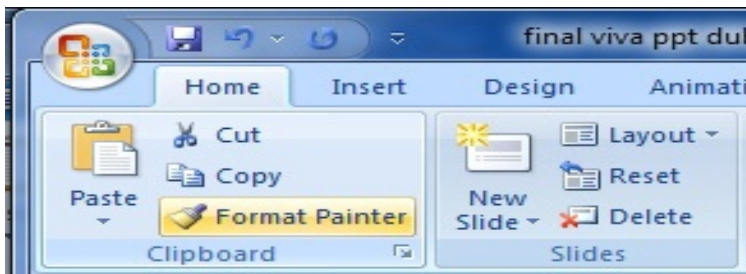 final viva ppt dul
Home Insert Design Animati
Paste
Cut
Copy
Format Painter
Clipboard
New
Slide
Layout
Reset
Delete
Slides